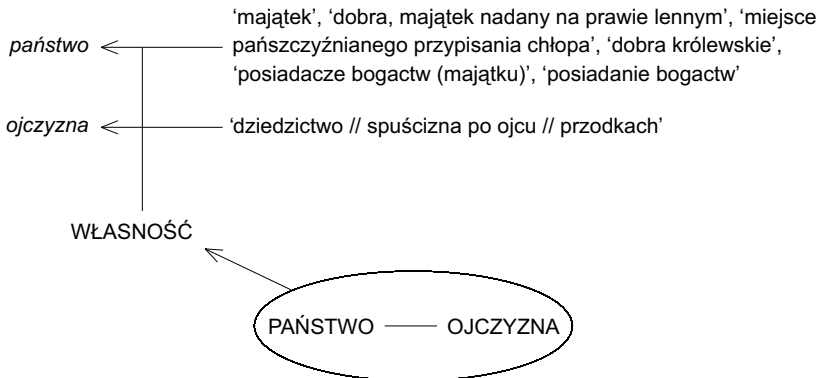 ‘majątek’, ‘dobra, majątek nadany na prawie lennym’, ‘miejsce
państwo pańszczyźnianego przypisania chłopa’, ‘dobra królewskie’,
‘posiadacze bogactw (majątku)’, ‘posiadanie bogactw’
ojczyzna ‘dziedzictwo // spuścizna po ojcu // przodkach’
WŁASNOŚĆ
PAŃSTWO OJCZYZNA